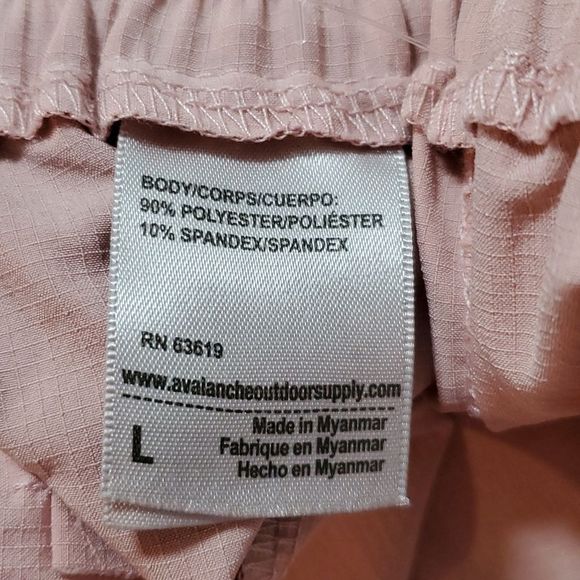 BODY/CORPS/CUERPO:
90% POLYESTER/POLIÉSTER
10% SPANDEX/SPANDEX
RN 63619
www.avalancheoutdoorsupply.com
L
Made in Myanmar
Fabrique en Myanmar
Hecho en Myanmar